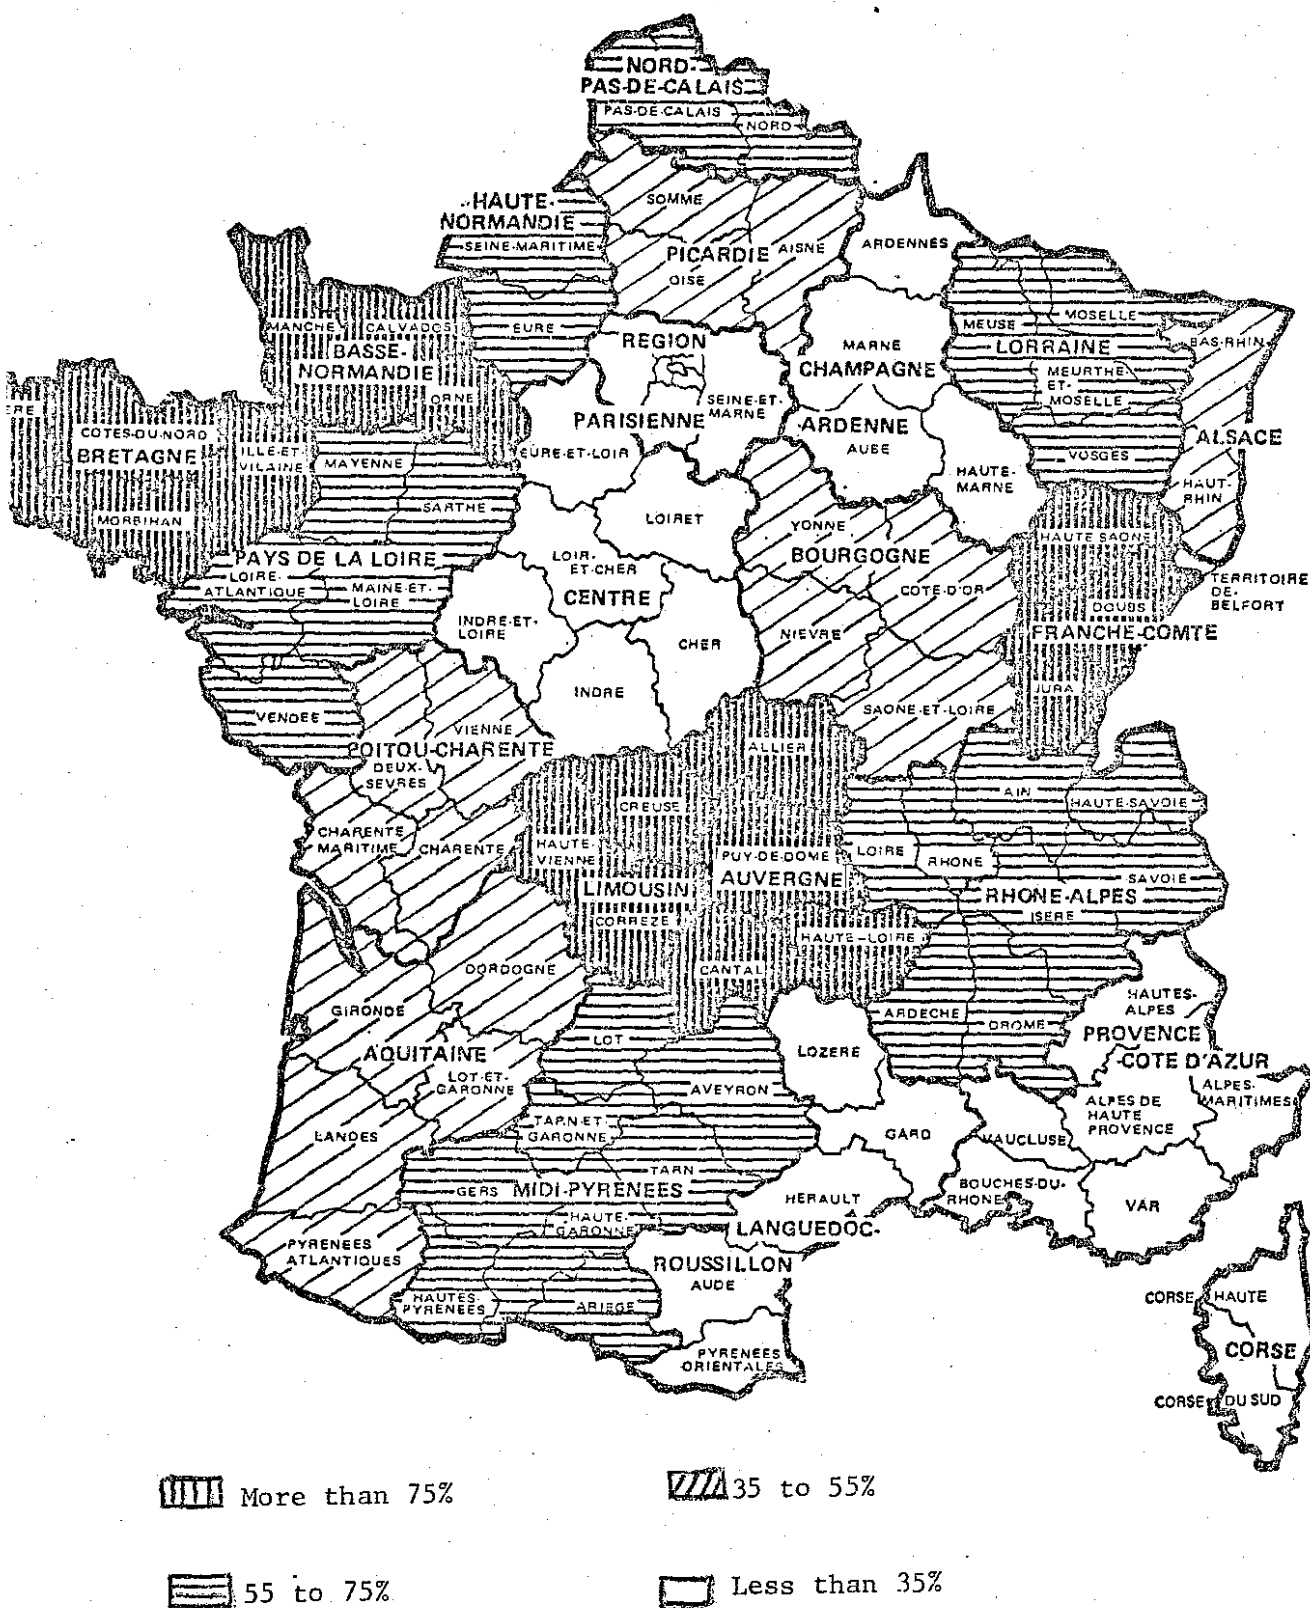 NORD-
PAS-DE-CALAIS
PAS-DE-CALAIS
NORD
HAUTE-
NORMANDIE
SEINE-MARITIME
EURE
SOMME
PICARDIE
AISNE
OISE
ARDENNES
MARNE
CHAMPAGNE
ARDENNE
AUBE
HAUTE-
MARNE
MEUSE
MOSELLE
LORRAINE
MEURTHE
ET-
MOSELLE
VOSGES
BAS-RHIN
ALSACE
HAUT-
RHIN
MANCHE
CALVADOS
BASSE-
NORMANDIE
ORNE
REGION
PARISIENNE
SEINE-ET-
MARNE
ERE
COTES-DU-NORD
BRETAGNE
ILLE-ET-
VILAINE
MORBIHAN
MAYENNE
SARTHE
PAYS DE LA LOIRE
LOIRE-
ATLANTIQUE
MAINE-ET-
LOIRE
VENDEE
EURE-ET-LOIR
LOIRET
LOIR-
ET-CHER
CENTRE
INDRE-ET-
LOIRE
CHER
INDRE
YONNE
BOURGOGNE
COTE-D'OR
NIEVRE
SAONE-ET-LOIRE
HAUTE SAONE
TERRITOIRE
DE-
BELFORT
DOUBS
FRANCHE-COMTE
JURA
VIENNE
POITOU-CHARENTE
DEUX-
SEVRES
CHARENTE
MARITIME
CHARENTE
ALLIER
CREUSE
HAUTE-
VIENNE
LIMOUSIN
CORREZE
PUY-DE-DOME
AUVERGNE
HAUTE-LOIRE
CANTAL
AIN
HAUTE-SAVOIE
LOIRE
RHONE
SAVOIE
RHONE-ALPES
ISERE
ARDECHE
DROME
DORDOGNE
GIRONDE
AQUITAINE
LOT-ET-
GARONNE
LANDES
PYRENEES
ATLANTIQUES
LOT
AVEYRON
TARN-ET-
GARONNE
TARN
GERS
MIDI-PYRENEES
HAUTE-
GARONNE
HAUTES-
PYRENEES
ARIEGE
LOZERE
GARD
HERAULT
LANGUEDOC-
ROUSSILLON
AUDE
PYRENEES
ORIENTALES
HAUTES-
ALPES
PROVENCE
COTE D'AZUR
ALPES-
MARITIMES
ALPES DE
HAUTE
PROVENCE
VAUCLUSE
BOUCHES-DU-
RHONE
VAR
CORSE HAUTE
CORSE
CORSE DU SUD
More than 75%
35 to 55%
55 to 75%
Less than 35%